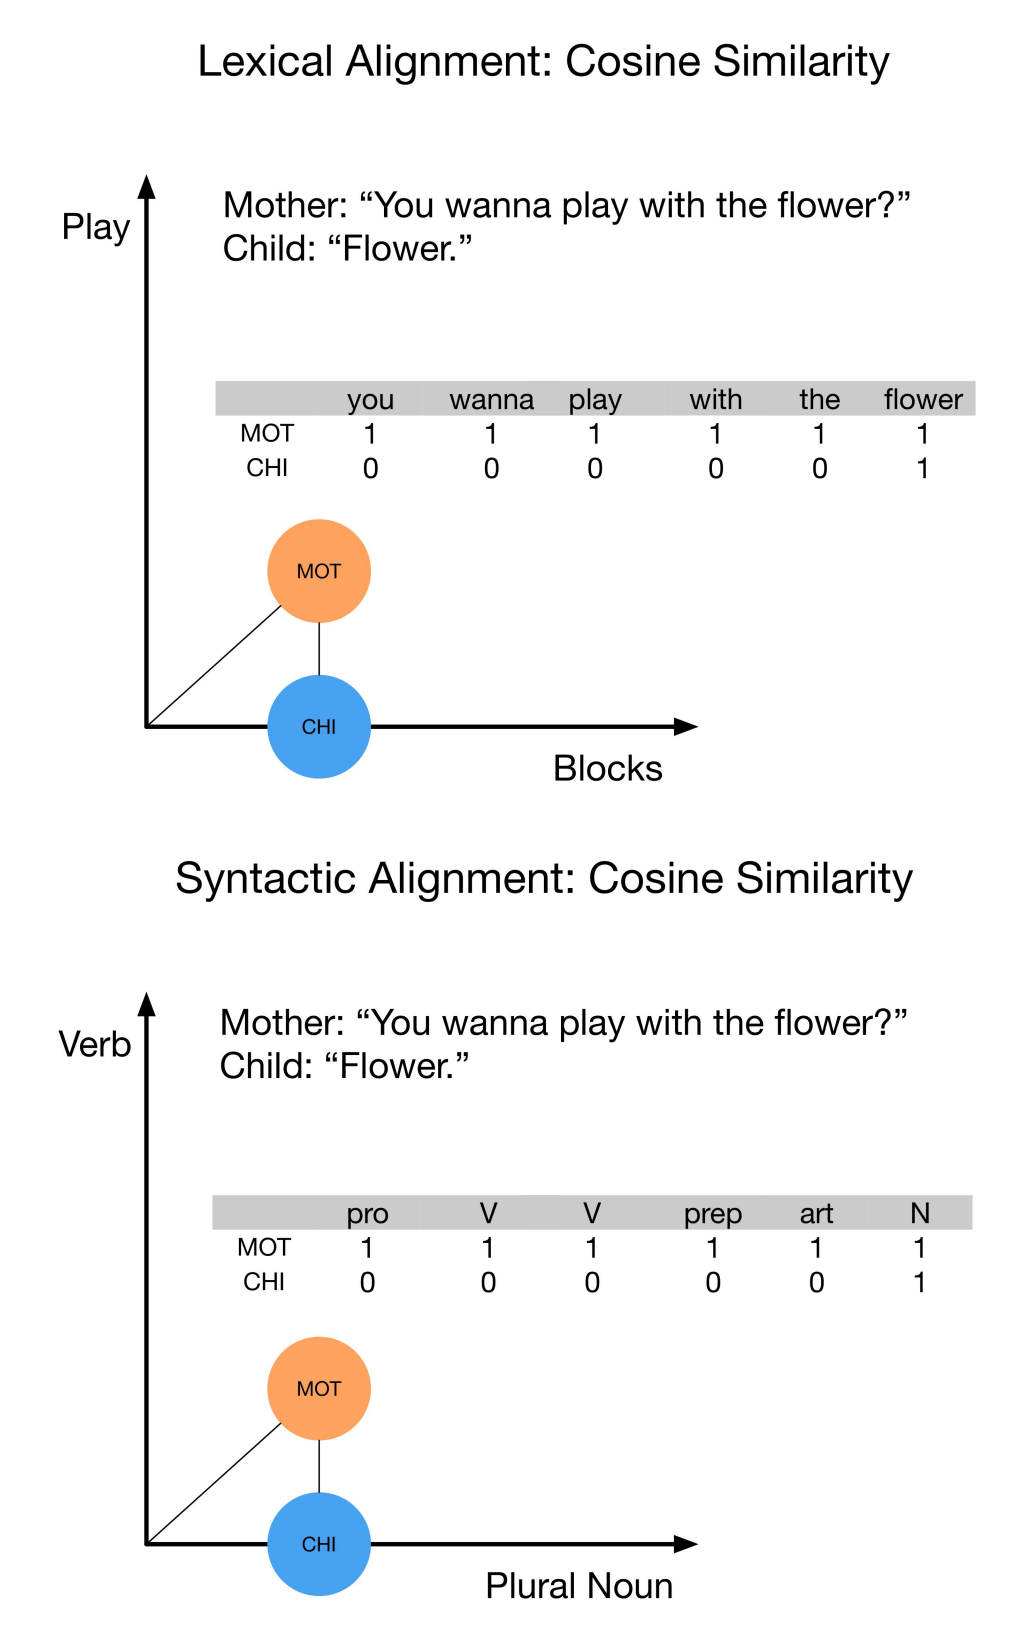 Lexical Alignment: Cosine Similarity
Play
Mother: “You wanna play with the flower?”
Child: “Flower.”
you wanna play with the flower
MOT 1 1 1 1 1 1
CHI 0 0 0 0 0 1
MOT
CHI
Blocks
Syntactic Alignment: Cosine Similarity
Verb
Mother: “You wanna play with the flower?”
Child: “Flower.”
pro V V prep art N
MOT 1 1 1 1 1 1
CHI 0 0 0 0 0 1
MOT
CHI
Plural Noun